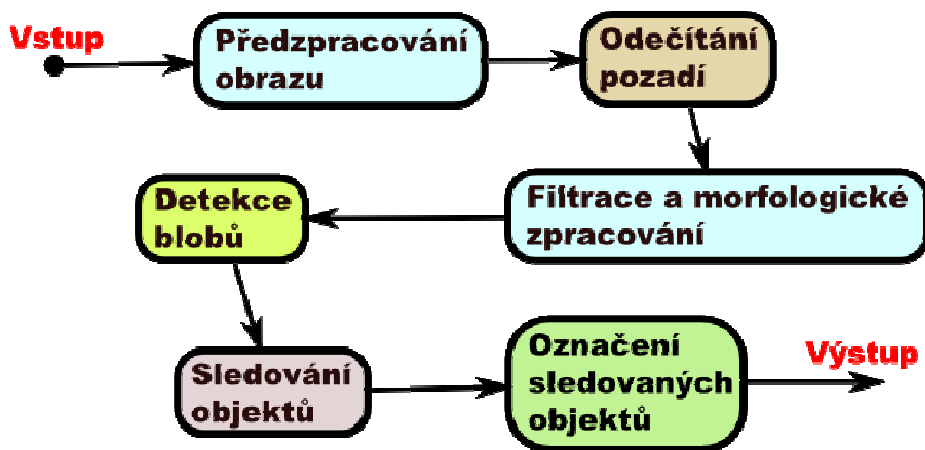 Vstup
Předzpracování
obrazu
Odečítání
pozadí
Filtrace a morfologické
zpracování
Detekce
blobů
Sledování
objektů
Označení
sledovaných
objektů
Výstup